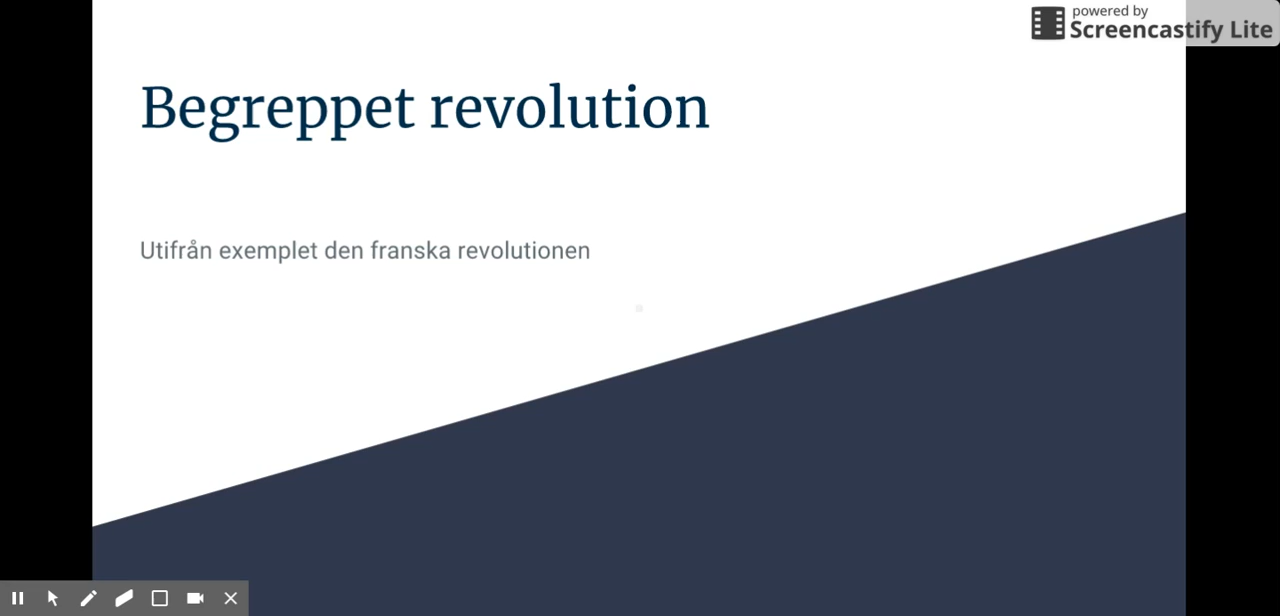 powered by
Screencastify Lite
Begreppet revolution
Utifrån exemplet den franska revolutionen